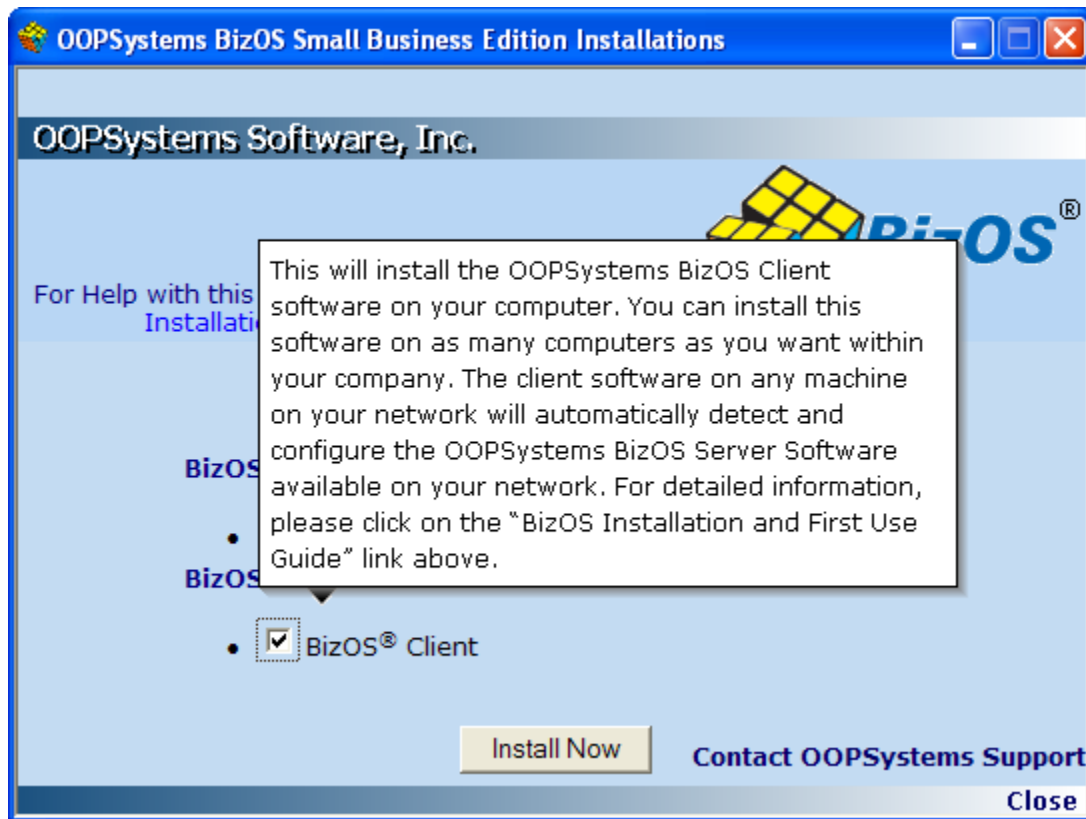 OOPSystems BizOS Small Business Edition Installations
OOPSystems Software, Inc.
BizOS®
For Help with this
This will install the OOPSystems BizOS Client
software on your computer. You can install this
software on as many computers as you want within
your company. The client software on any machine
on your network will automatically detect and
configure the OOPSystems BizOS Server Software
available on your network. For detailed information,
please click on the “BizOS Installation and First Use
Guide” link above.
BizOS
BizOS
BizOS® Client
Install Now
Contact OOPSystems Support
Close